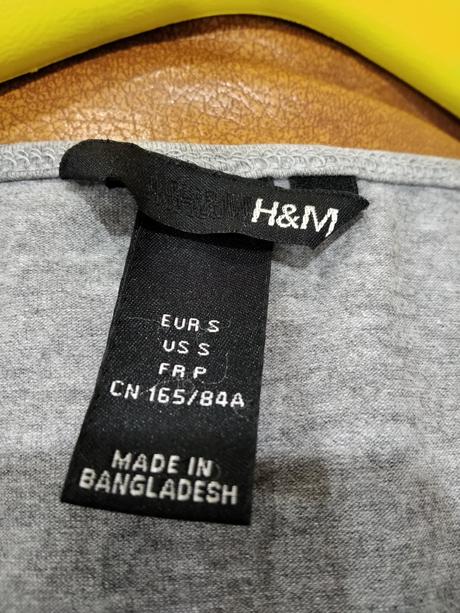 H&M
EUR S
US S
FR P
CN 165/84A
MADE IN
BANGLADESH